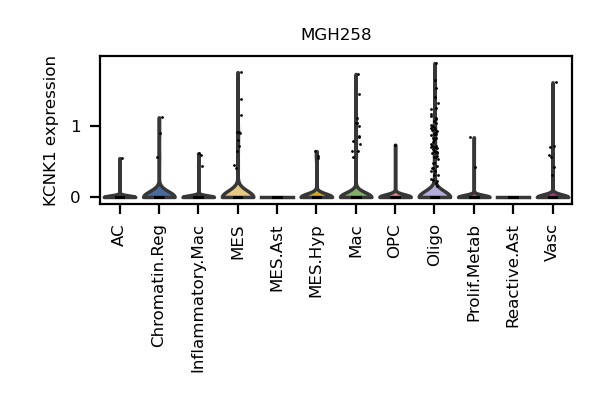 MGH258
KCNK1 expression
1
0
AC
Chromatin.Reg
Inflammatory.Mac
MES
MES.Ast
MES.Hyp
Mac
OPC
Oligo
Prolif.Metab
Reactive.Ast
Vasc